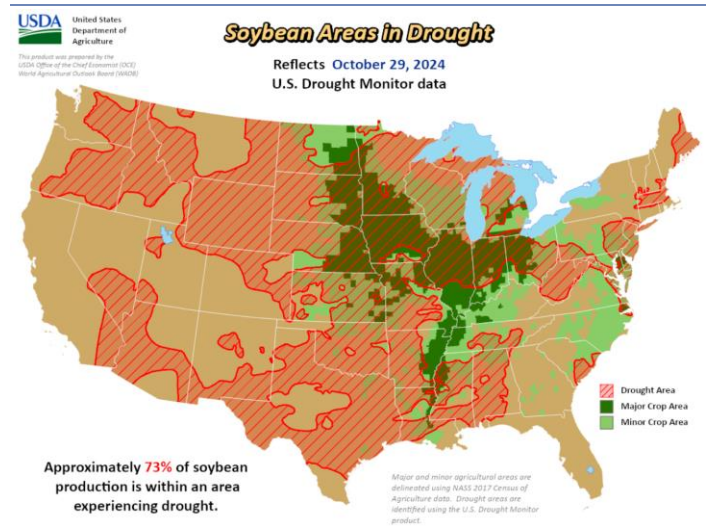 USDA
United States
Department of
Agriculture
This product was prepared by the
USDA Office of the Chief Economist (OCE)
World Agricultural Outlook Board (WAOB)
Soybean Areas in Drought
Reflects October 29, 2024
U.S. Drought Monitor data
Drought Area
Major Crop Area
Minor Crop Area
Approximately 73% of soybean
production is within an area
experiencing drought.
Major and minor agricultural areas are
delineated using NASS 2017 Census of
Agriculture data. Drought areas are
identified using the U.S. Drought Monitor
product.